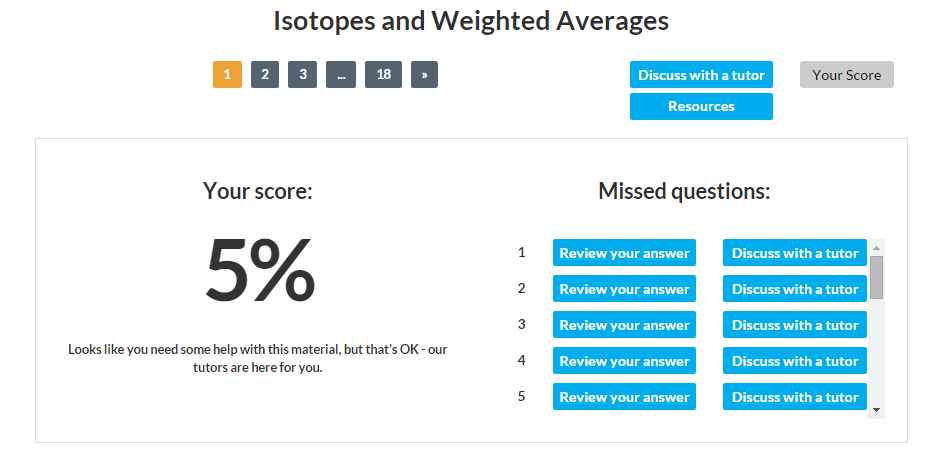 Isotopes and Weighted Averages
1 2 3 ... 18 »
Discuss with a tutor
Your Score
Resources
Your score:
5%
Looks like you need some help with this material, but that's OK - our
tutors are here for you.
Missed questions:
1 Review your answer Discuss with a tutor
2 Review your answer Discuss with a tutor
3 Review your answer Discuss with a tutor
4 Review your answer Discuss with a tutor
5 Review your answer Discuss with a tutor